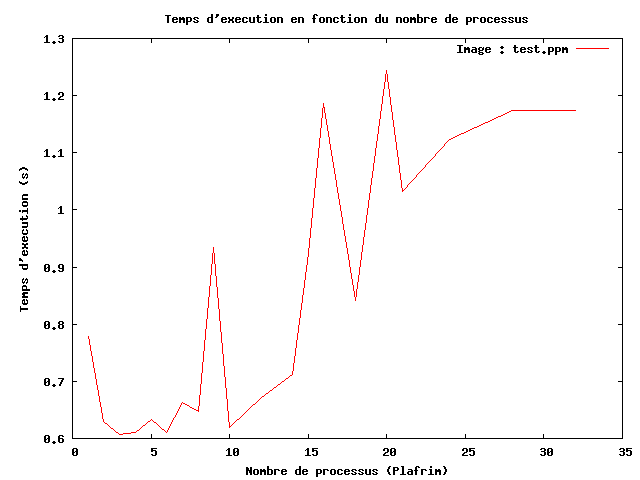 Temps d'execution en fonction du nombre de processus
Image : test.ppm
Temps d'execution (s)
1.3
1.2
1.1
1
0.9
0.8
0.7
0.6
0 5 10 15 20 25 30 35
Nombre de processus (Plafrim)